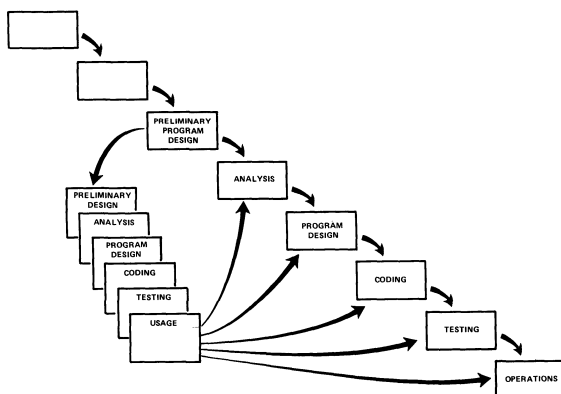 PRELIMINARY
PROGRAM
DESIGN
ANALYSIS
PROGRAM
DESIGN
CODING
TESTING
OPERATIONS
PRELIMINARY
DESIGN
ANALYSIS
PROGRAM
DESIGN
CODING
TESTING
USAGE